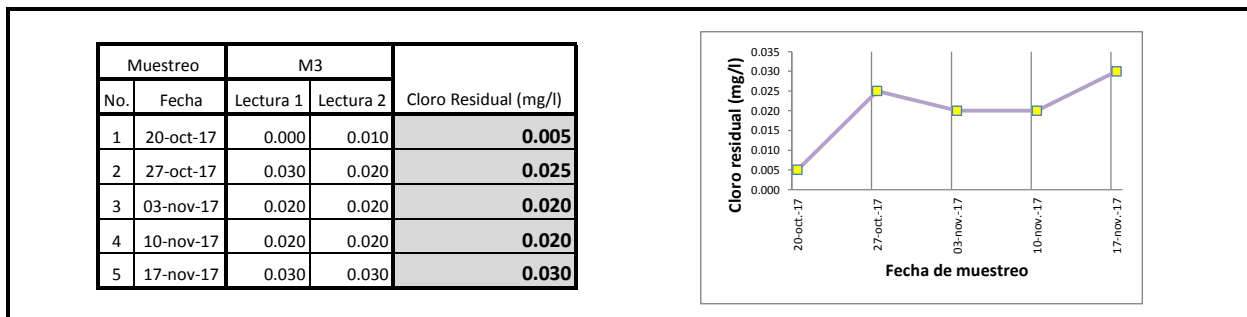 Muestreo M3
No. Fecha Lectura 1 Lectura 2 Cloro Residual (mg/l)
1 20-oct-17 0.000 0.010 0.005
2 27-oct-17 0.030 0.020 0.025
3 03-nov-17 0.020 0.020 0.020
4 10-nov-17 0.020 0.020 0.020
5 17-nov-17 0.030 0.030 0.030
Cloro residual (mg/l)
0.035
0.030
0.025
0.020
0.015
0.010
0.005
0.000
20-oct.-17
27-oct.-17
03-nov.-17
10-nov.-17
17-nov.-17
Fecha de muestreo